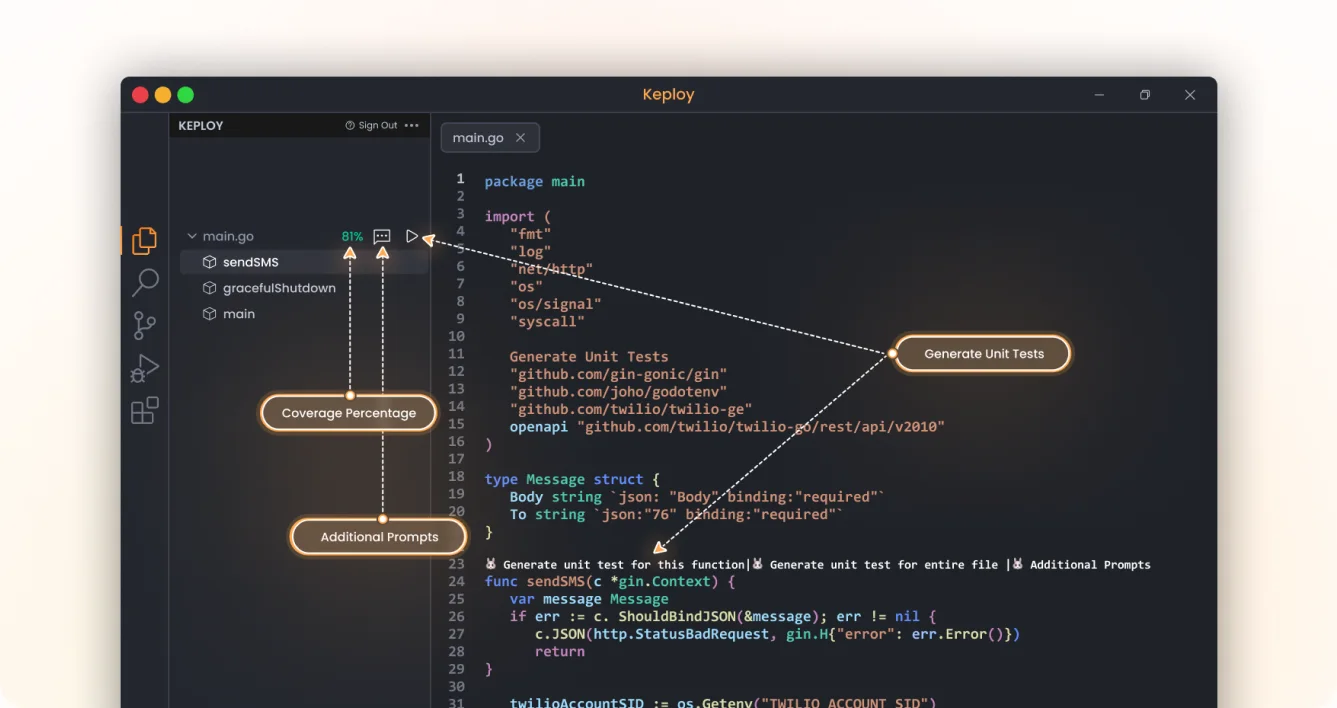 Keploy
KEPLOY
Sign Out
main.go
81%
sendSMS
gracefulShutdown
main
Coverage Percentage
Additional Prompts
main.go
1 package main
2
3 import (
4 "fmt"
5 "log"
6 "net/http"
7 "os"
8 "os/signal"
9 "syscall"
10
11 Generate Unit Tests
12 "github.com/gin-gonic/gin"
13 "github.com/joho/godotenv"
14 "github.com/twilio/twilio-ge"
15 openapi "github.com/twilio/twilio-go/rest/api/v2010"
16 )
17
18 type Message struct {
19 Body string `json: "Body" binding:"required"`
20 To string `json:"76" binding:"required"`
}
Generate Unit Tests
23 Generate unit test for this function| Generate unit test for entire file | Additional Prompts
24 func sendSMS(c *gin.Context) {
25 var message Message
26 if err := c. ShouldBindJSON(&message); err != nil {
27 c.JSON(http.StatusBadRequest, gin.H{"error": err.Error()})
28 return
29 }
30
31 twilioAccountSID := os.Getenv("TWILIO_ACCOUNT_SID")